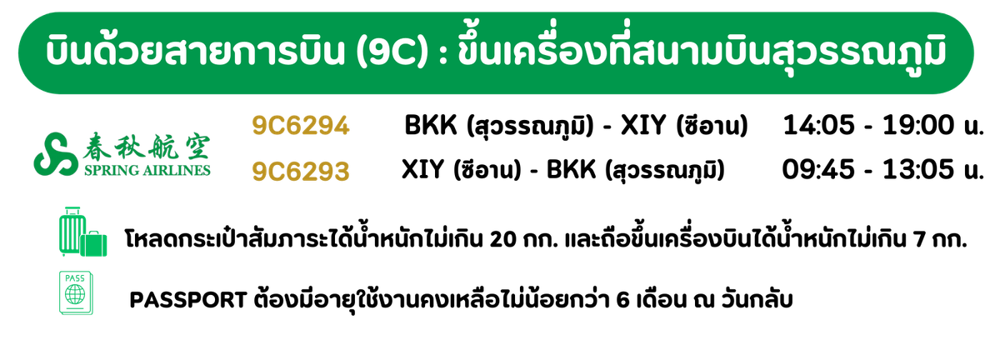 บินด้วยสายการบิน (9C) : ขึ้นเครื่องที่สนามบินสุวรรณภูมิ
春秋航空
SPRING AIRLINES
9C6294 BKK (สุวรรณภูมิ) - XIY (ซีอาน) 14:05 - 19:00 น.
9C6293 XIY (ซีอาน) - BKK (สุวรรณภูมิ) 09:45 - 13:05 น.
โหลดกระเป๋าสัมภาระได้น้ำหนักไม่เกิน 20 กก. และถือขึ้นเครื่องบินได้น้ำหนักไม่เกิน 7 กก.
PASS
PASSPORT ต้องมีอายุใช้งานคงเหลือไม่น้อยกว่า 6 เดือน ณ วันกลับ